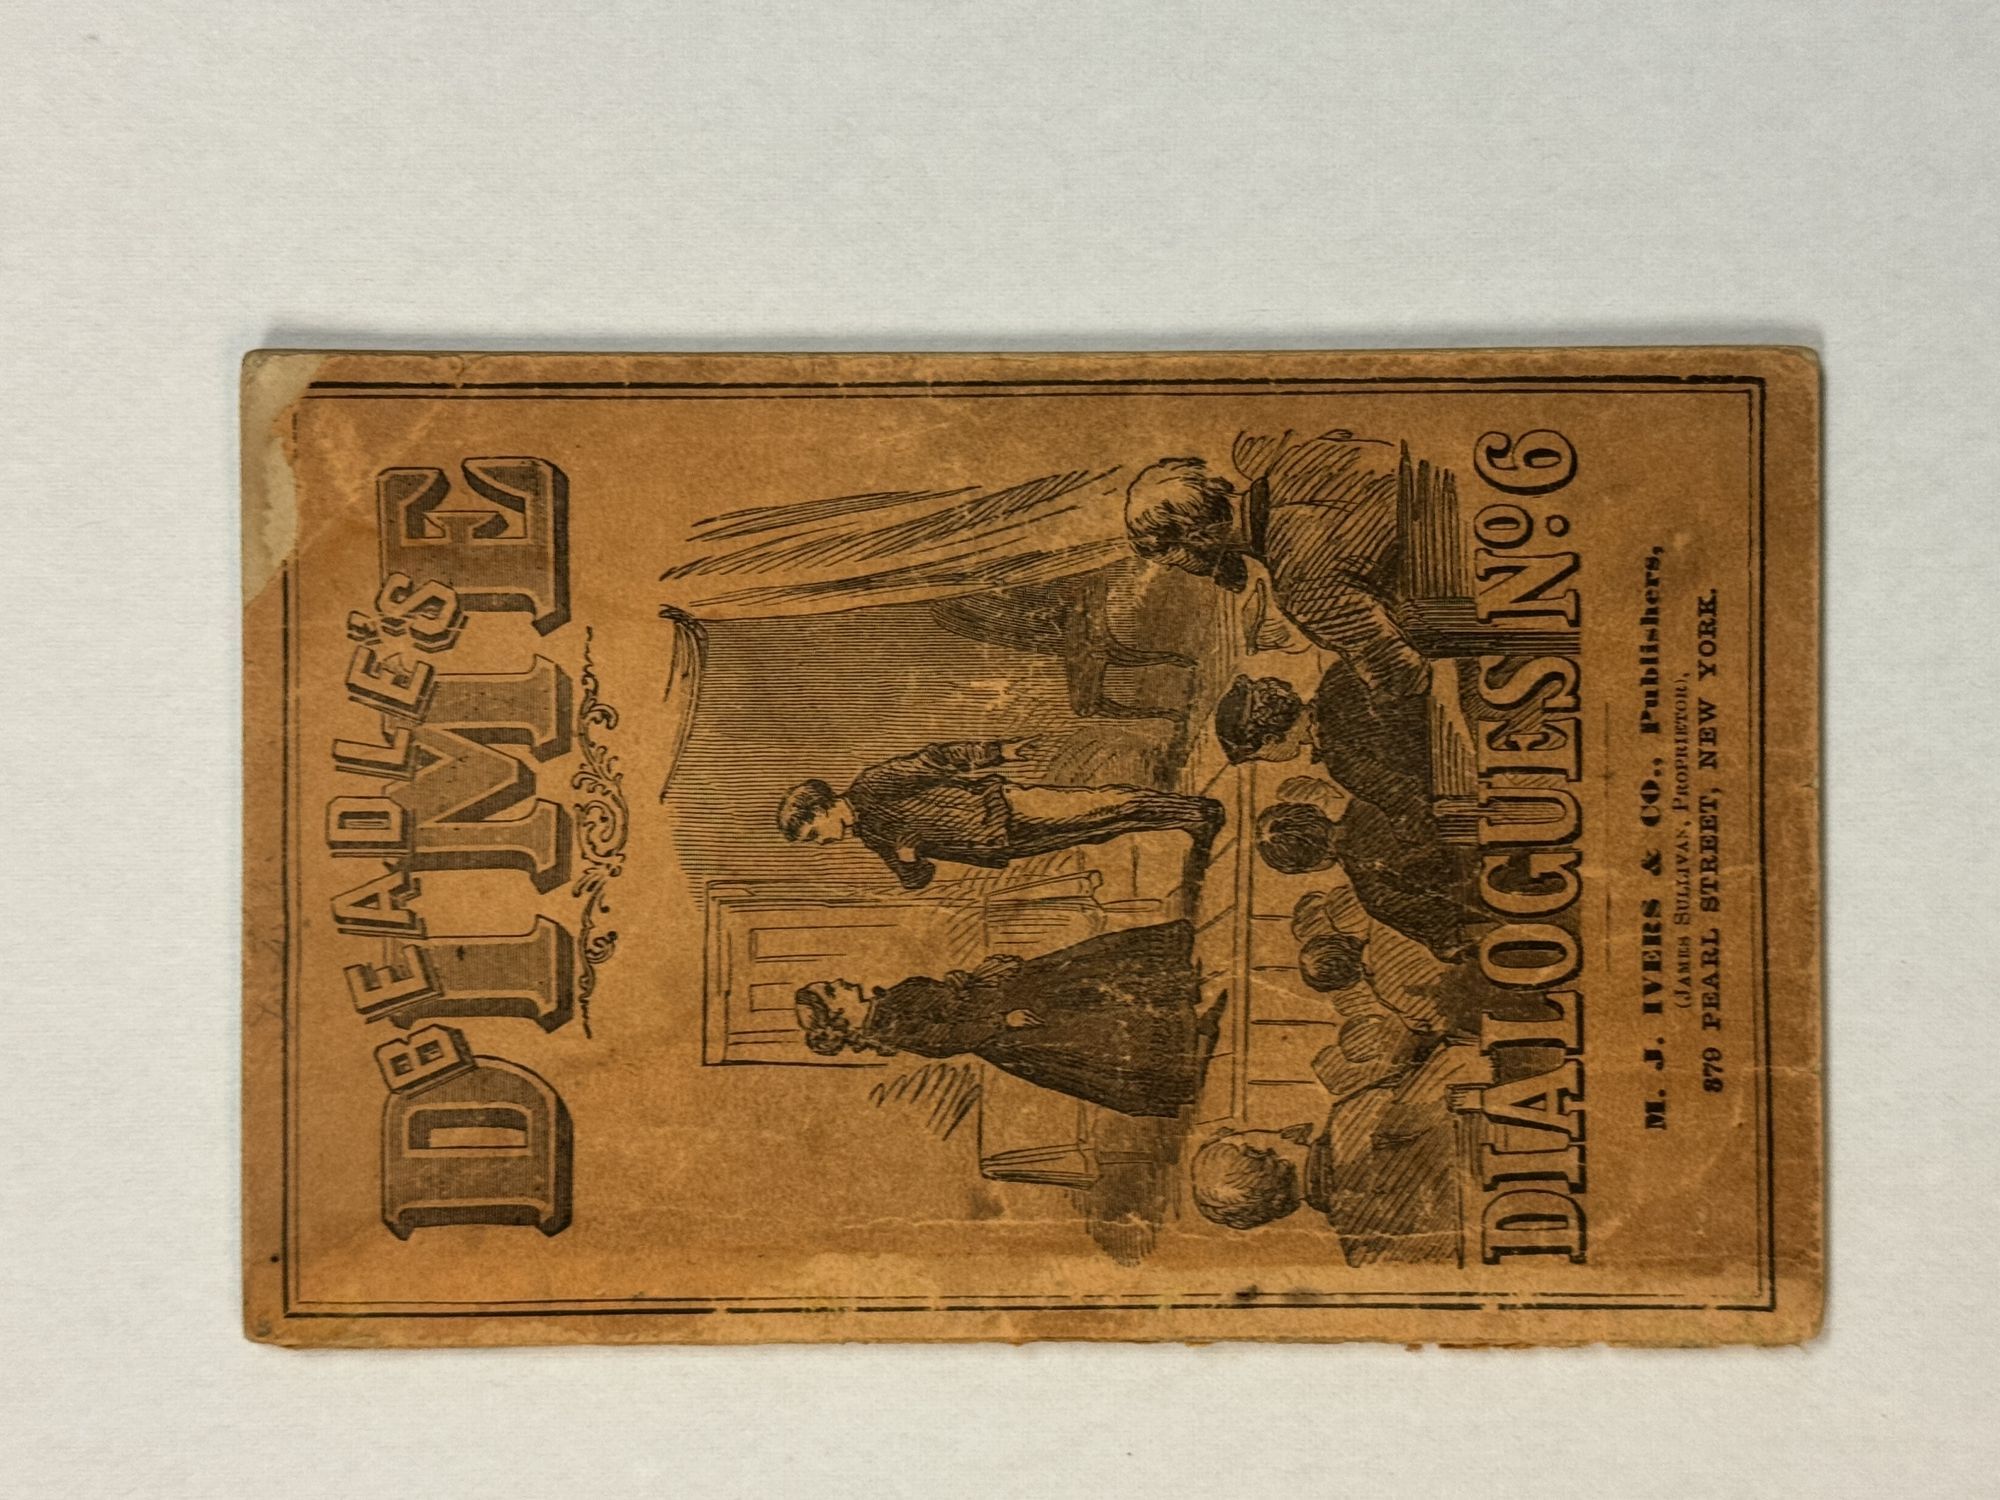 BEADLE'S
DIME
DIALOGUES No. 6
M. J. IVERS & CO., Publishers,
(JAMES SULLIVAN, PROPRIETOR),
379 PEARL STREET, NEW YORK.